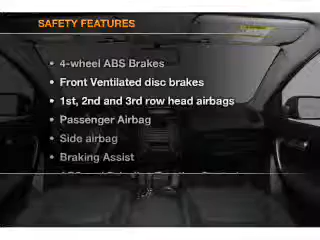 SAFETY FEATURES
• 4-wheel ABS Brakes
• Front Ventilated disc brakes
• 1st, 2nd and 3rd row head airbags
• Passenger Airbag
• Side airbag
• Braking Assist